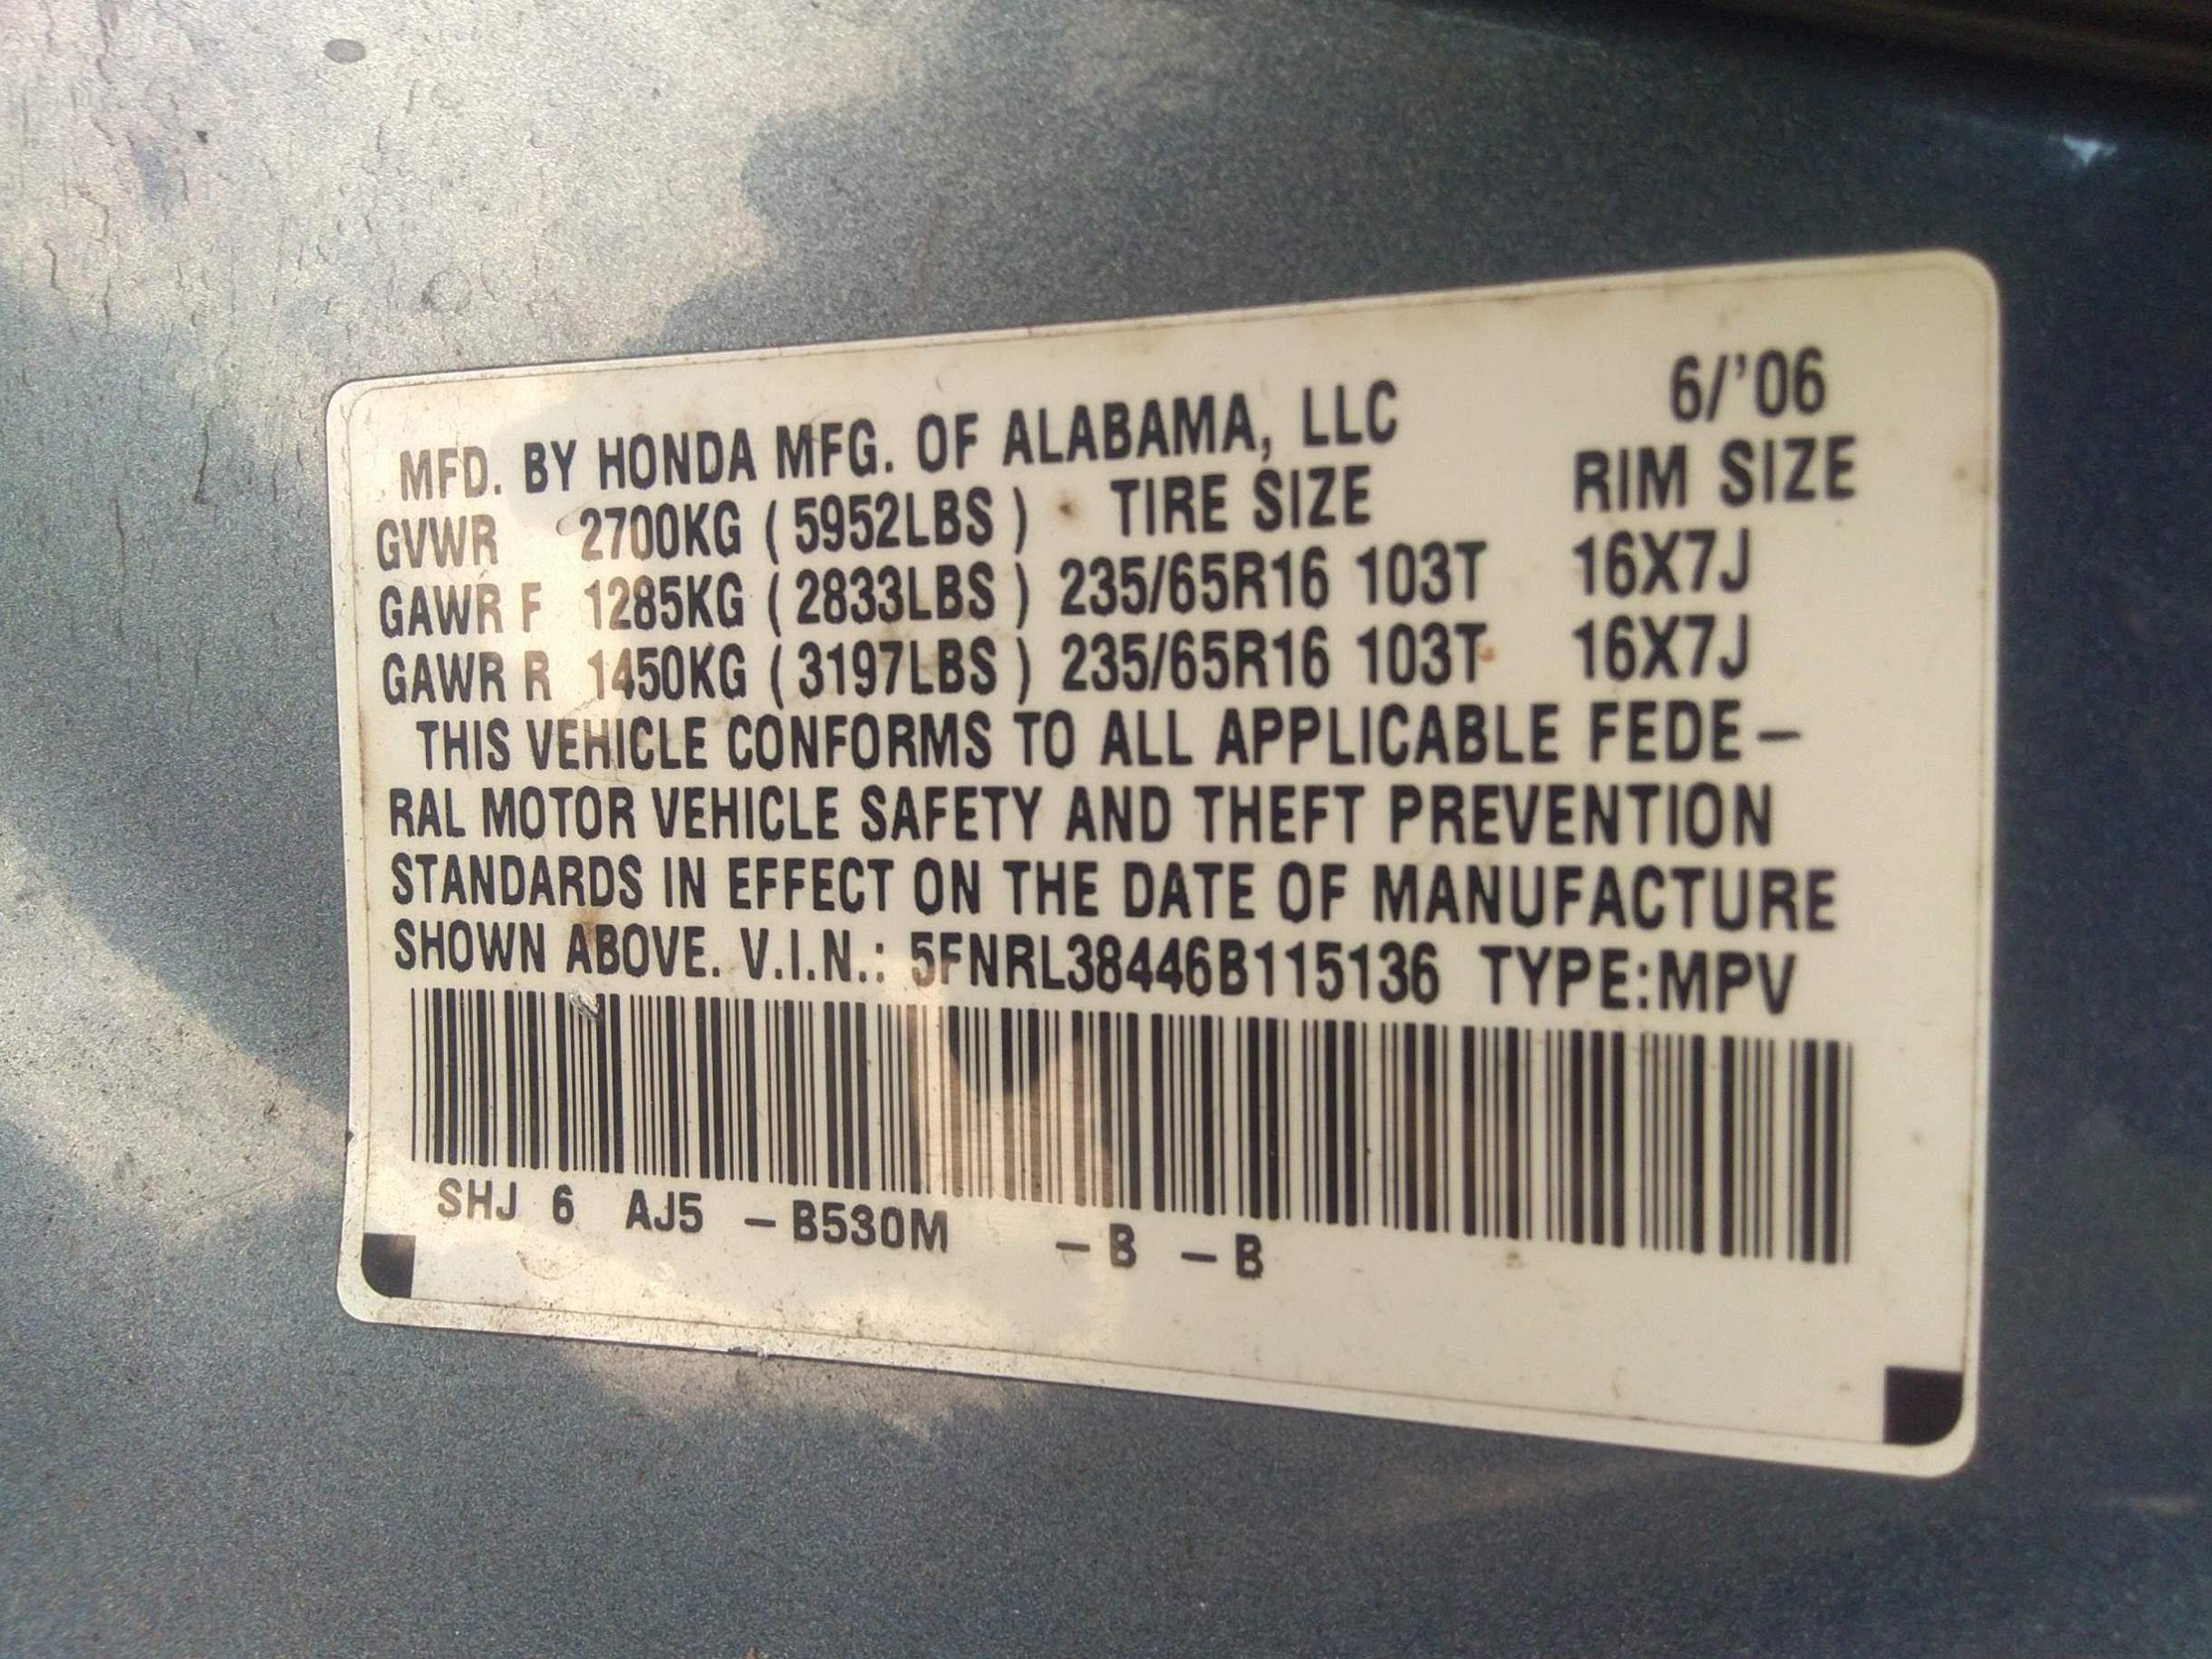 MFD. BY HONDA MFG. OF ALABAMA, LLC 6/'06
GVWR 2700KG ( 5952LBS ) TIRE SIZE RIM SIZE
GAWR F 1285KG ( 2833LBS ) 235/65R16 103T 16X7J
GAWR R 1450KG ( 3197LBS ) 235/65R16 103T 16X7J
THIS VEHICLE CONFORMS TO ALL APPLICABLE FEDE-
RAL MOTOR VEHICLE SAFETY AND THEFT PREVENTION
STANDARDS IN EFFECT ON THE DATE OF MANUFACTURE
SHOWN ABOVE. V.I.N.: 5FNRL38446B115136 TYPE:MPV
SHJ 6 AJ5 -B530M -B -B